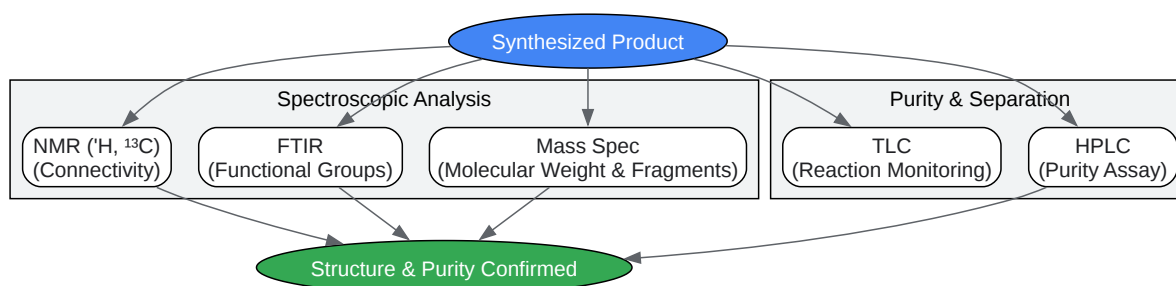 Synthesized Product
Spectroscopic Analysis
Purity & Separation
NMR ('H, ¹³C)
(Connectivity)
FTIR
(Functional Groups)
Mass Spec
(Molecular Weight & Fragments)
TLC
(Reaction Monitoring)
HPLC
(Purity Assay)
Structure & Purity Confirmed